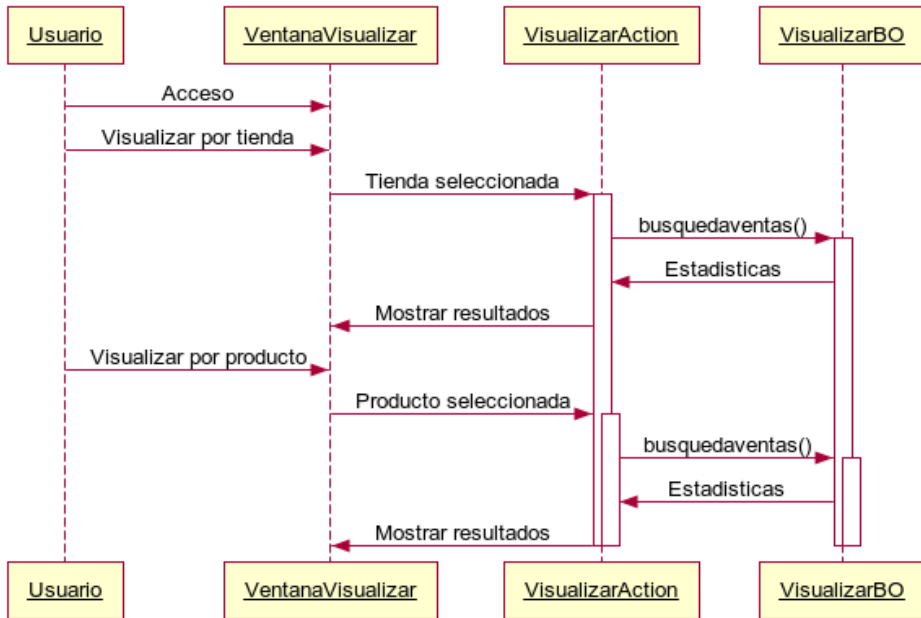 Usuario
VentanaVisualizar
VisualizarAction
VisualizarBO
Acceso
Visualizar por tienda
Tienda seleccionada
busquedaventas()
Estadisticas
Mostrar resultados
Visualizar por producto
Producto seleccionada
busquedaventas()
Estadisticas
Mostrar resultados
Usuario
VentanaVisualizar
VisualizarAction
VisualizarBO